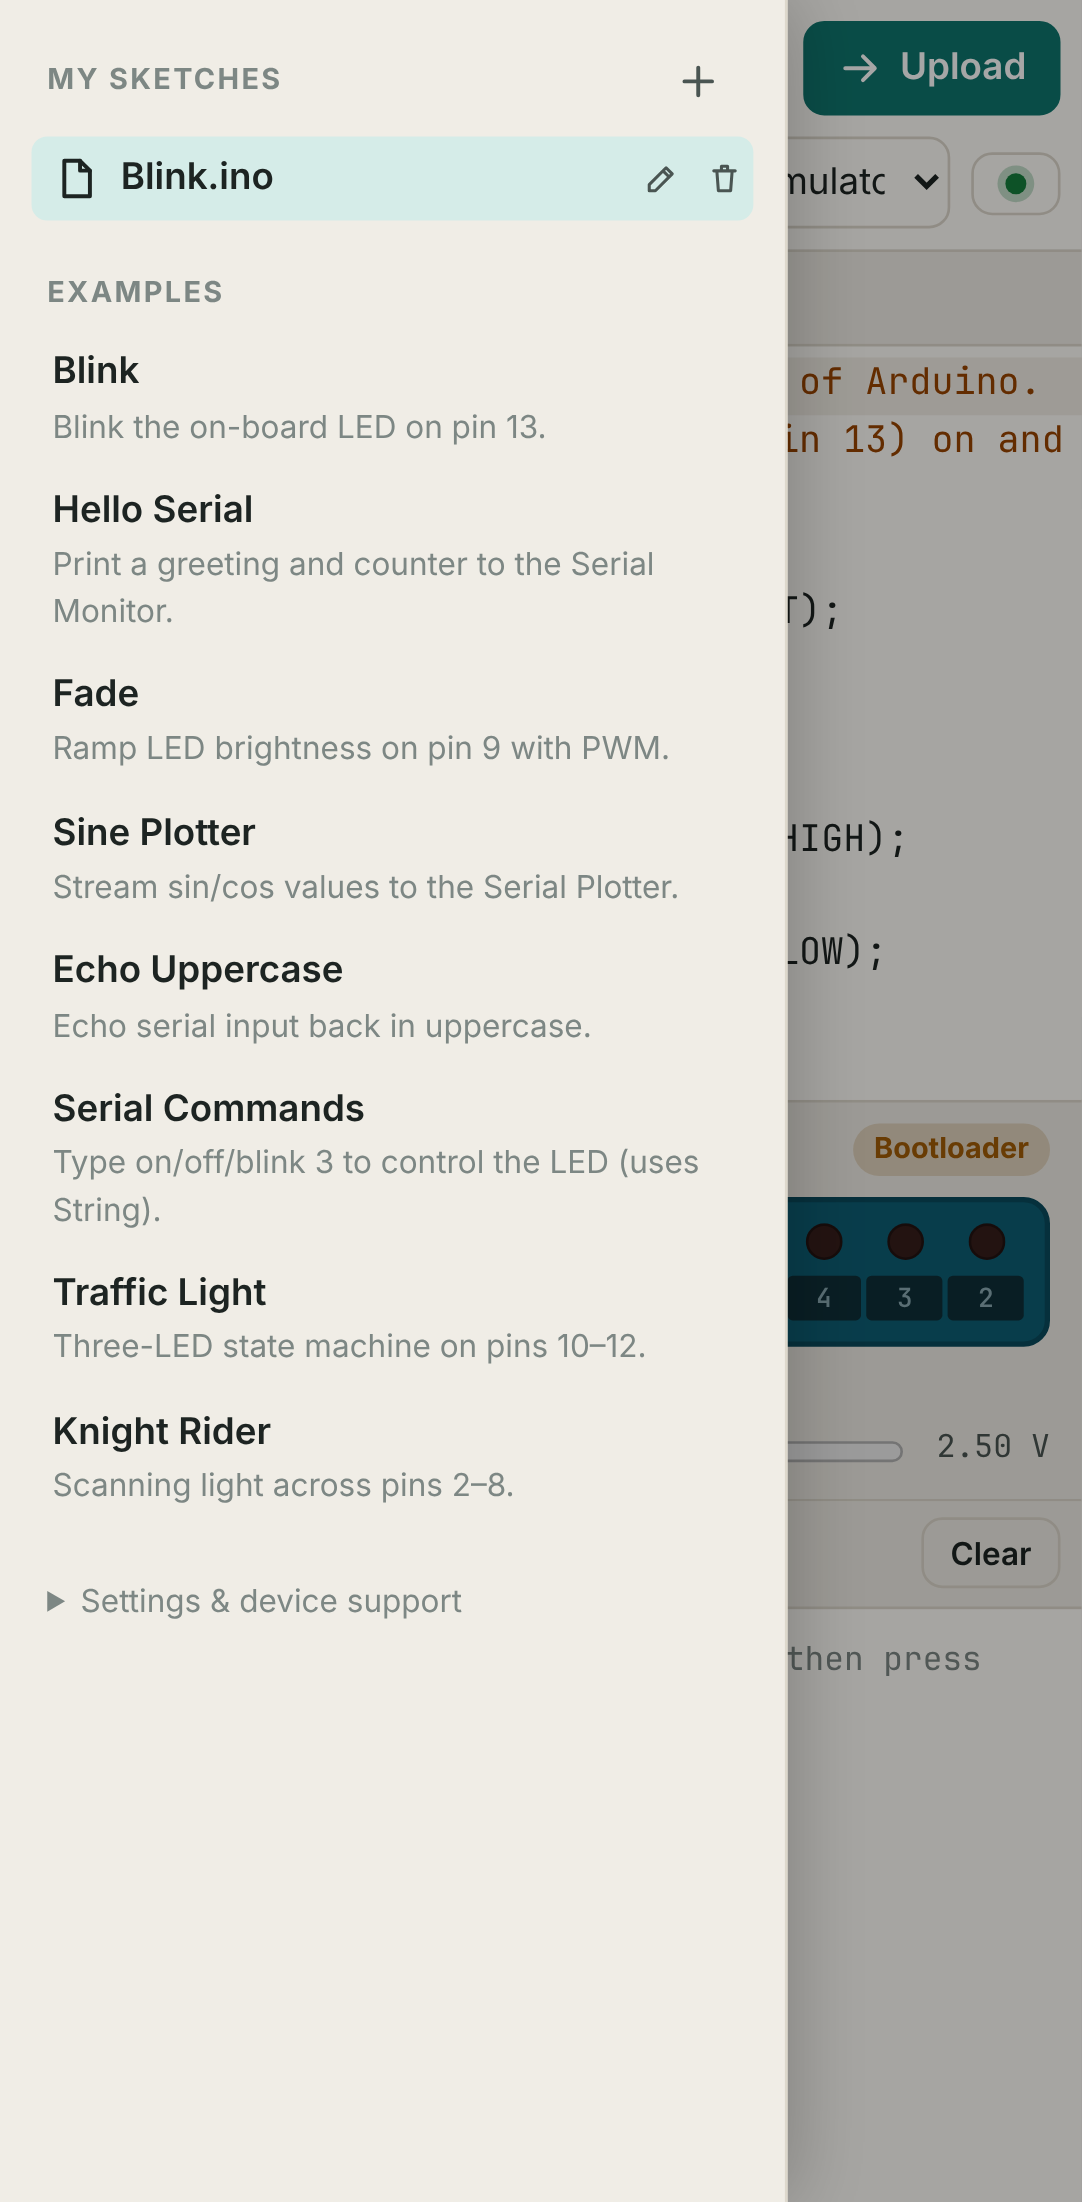 MY SKETCHES
Upload
Blink.ino
EXAMPLES
Blink
of Arduino.
Blink the on-board LED on pin 13.
in 13) on and
Hello Serial
Print a greeting and counter to the Serial
Monitor.
T);
Fade
Ramp LED brightness on pin 9 with PWM.
Sine Plotter
HIGH);
Stream sin/cos values to the Serial Plotter.
Echo Uppercase
LOW);
Echo serial input back in uppercase.
Serial Commands
Bootloader
Type on/off/blink 3 to control the LED (uses
String).
Traffic Light
4 3 2
Three-LED state machine on pins 10–12.
Knight Rider
2.50 V
Scanning light across pins 2–8.
Clear
Settings & device support
then press